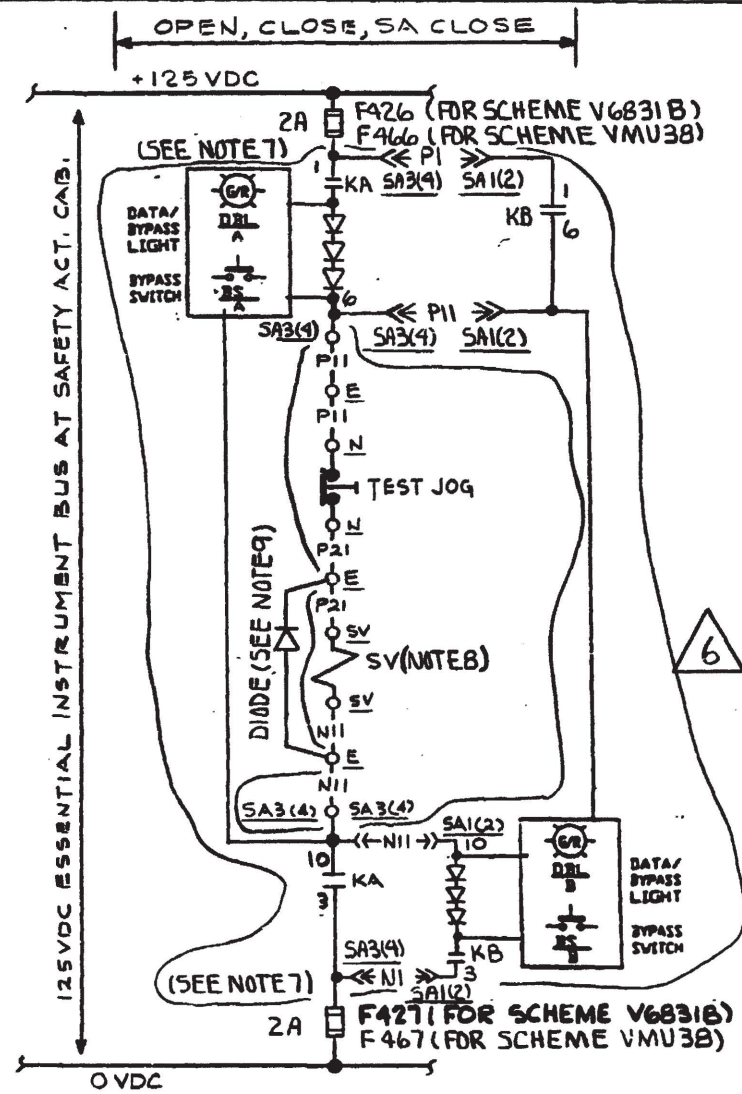 OPEN, CLOSE, SA CLOSE
+125 VDC
2A
F426 (FOR SCHEME V6831B)
F466 (FOR SCHEME VMU38)
(SEE NOTE 7)
1
KA
P1
SA3(4) SA1(2)
1
KB
6
G/R
DATA/
BYPASS
LIGHT
DBL
A
BYPASS
SWITCH
BS
A
6
P11
SA3(4) SA1(2)
SA3(4)
P11
E
P11
N
TEST JOG
N
P21
E
P21
SV
SV (NOTE 8)
SV
N11
E
N11
DIODE (SEE NOTE 9)
6
125VDC ESSENTIAL INSTRUMENT BUS AT SAFETY ACT. CAB.
SA3(4) SA3(4)
N11
SA1(2)
10
10
KA
3
G/R
DBL
B
DATA/
BYPASS
LIGHT
BS
B
BYPASS
SWITCH
KB
3
SA3(4)
N1
SA1(2)
(SEE NOTE 7)
2A
F427 (FOR SCHEME V6831B)
F467 (FOR SCHEME VMU38)
0 VDC